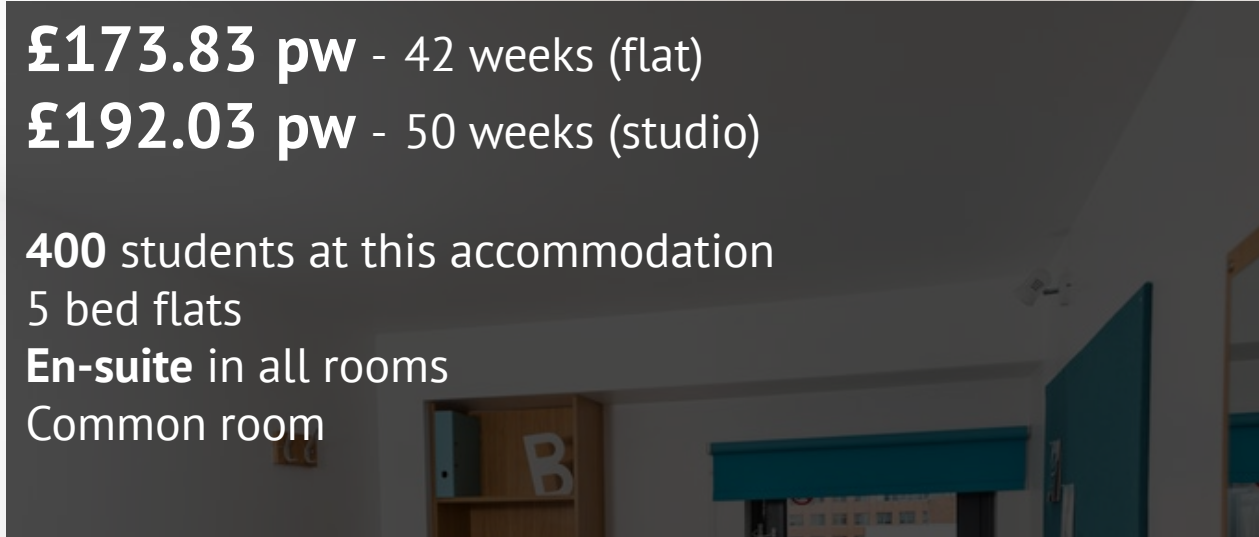 £173.83 pw - 42 weeks (flat)
£192.03 pw - 50 weeks (studio)
400 students at this accommodation
5 bed flats
En-suite in all rooms
Common room
B